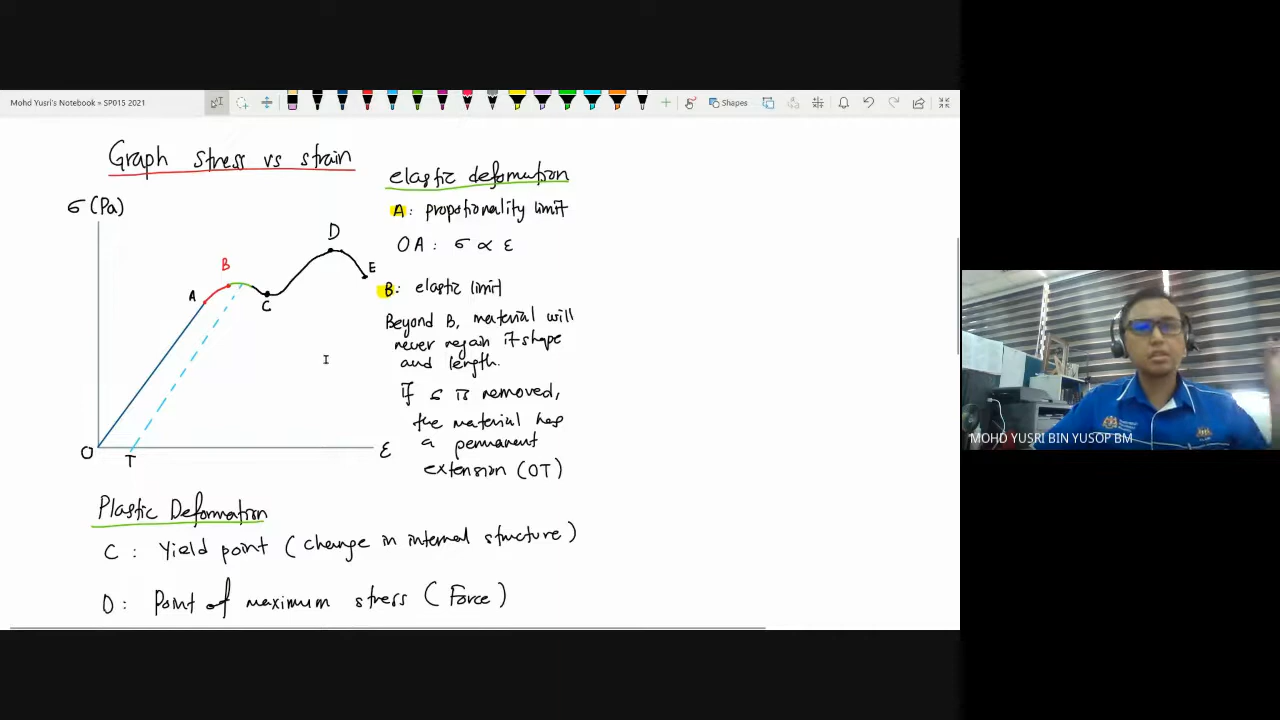 Mohd Yusri's Notebook » SP015 2021
Shapes
Graph stress vs strain
σ (Pa)
D
B
E
A
C
O
T
ε
elastic deformation
A: propotionality limit
OA: σ ∝ ε
B: elastic limit
Beyond B, material will
never regain it shape
and length.
If σ is removed,
the material has
a permanent
extension (OT)
Plastic Deformation
C: Yield point (change in internal structure)
D: Point of maximum stress (Force)
MOHD YUSRI BIN YUSOP BM